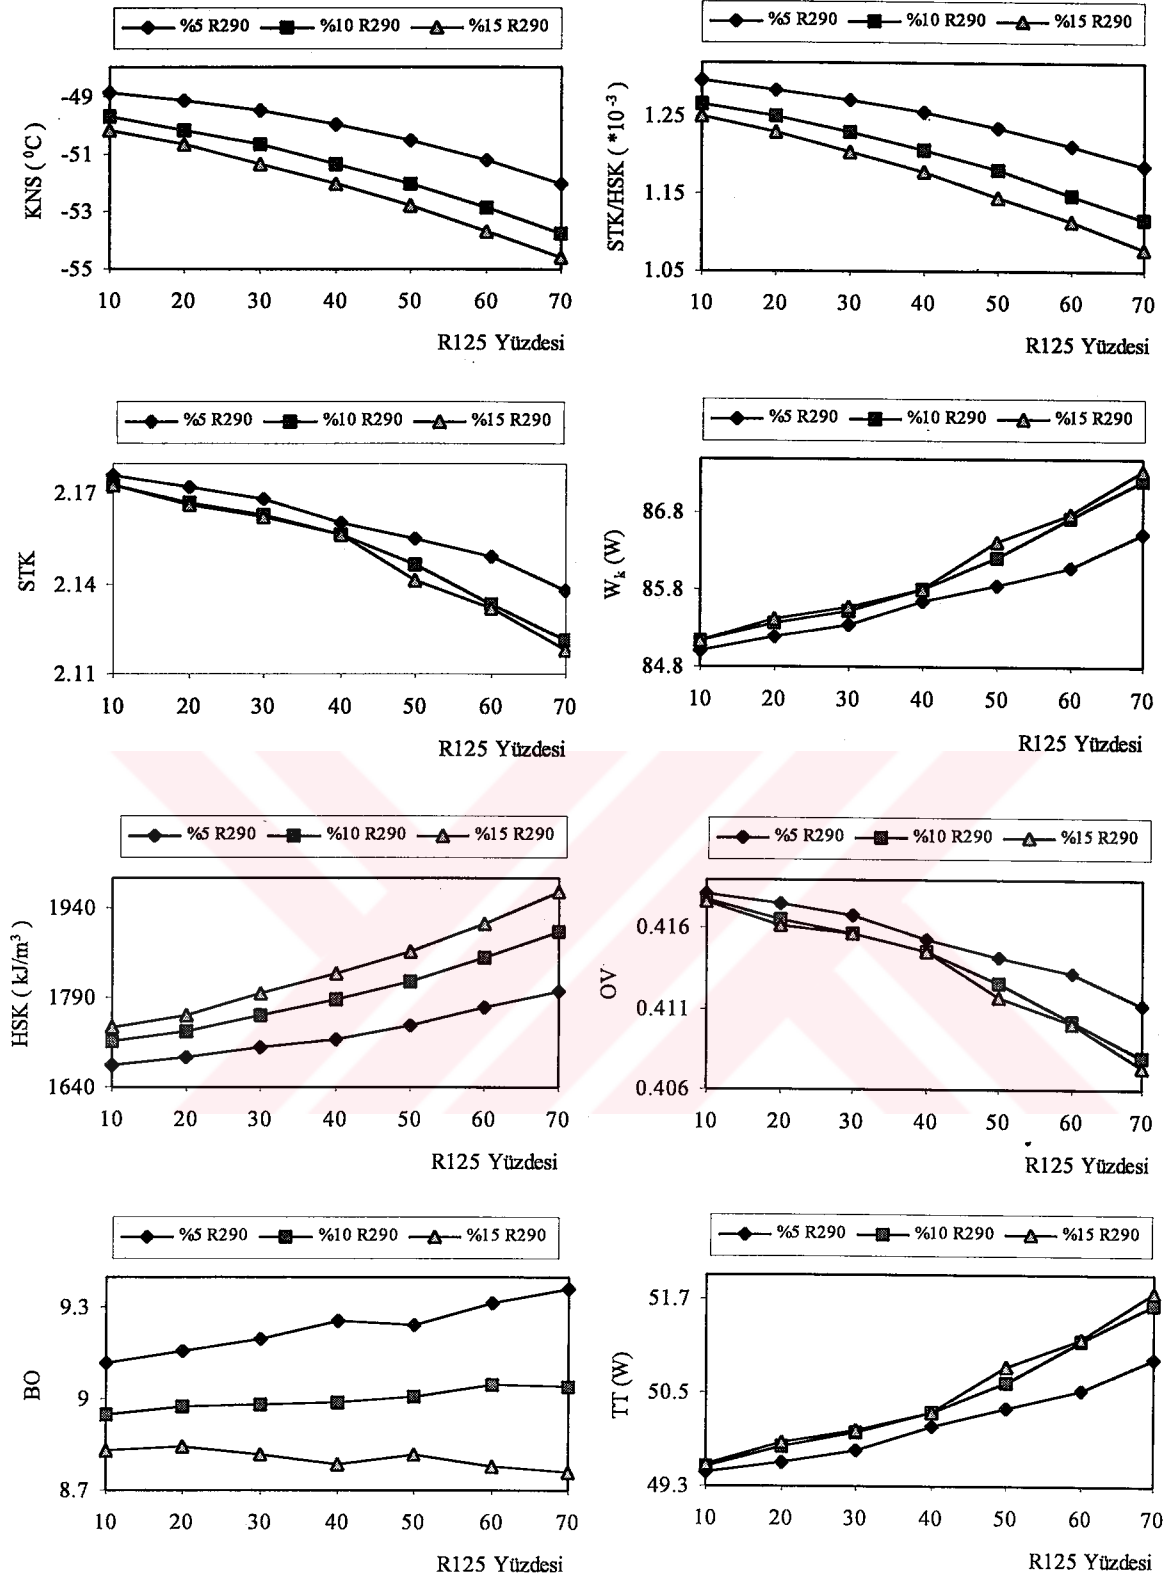 %5 R290 %10 R290 %15 R290
KNS ( ⁰C)
-49
-51
-53
-55
10 20 30 40 50 60 70
R125 Yüzdesi
%5 R290 %10 R290 %15 R290
STK/HSK ( *10⁻³ )
1.25
1.15
1.05
10 20 30 40 50 60 70
R125 Yüzdesi
%5 R290 %10 R290 %15 R290
STK
2.17
2.14
2.11
10 20 30 40 50 60 70
R125 Yüzdesi
%5 R290 %10 R290 %15 R290
Wₖ (W)
86.8
85.8
84.8
10 20 30 40 50 60 70
R125 Yüzdesi
%5 R290 %10 R290 %15 R290
HSK ( kJ/m³ )
1940
1790
1640
10 20 30 40 50 60 70
R125 Yüzdesi
%5 R290 %10 R290 %15 R290
OV
0.416
0.411
0.406
10 20 30 40 50 60 70
R125 Yüzdesi
%5 R290 %10 R290 %15 R290
BO
9.3
9
8.7
10 20 30 40 50 60 70
R125 Yüzdesi
%5 R290 %10 R290 %15 R290
TT (W)
51.7
50.5
49.3
10 20 30 40 50 60 70
R125 Yüzdesi